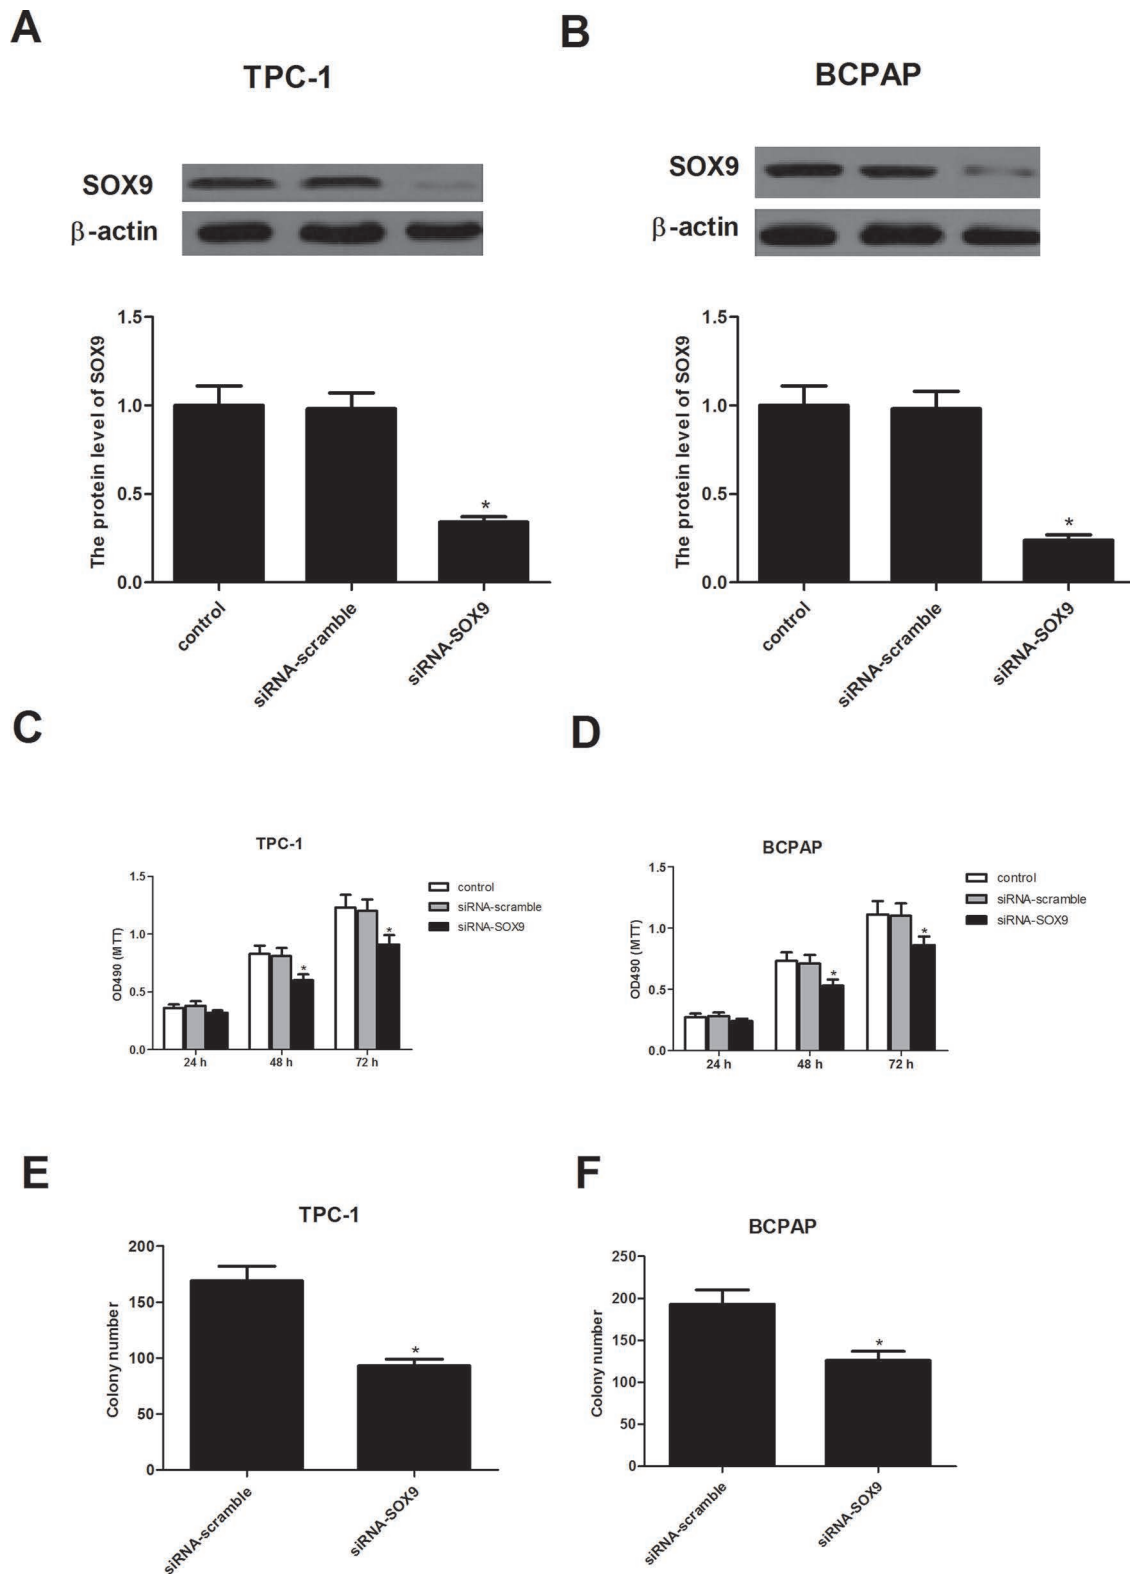 A
TPC-1
SOX9
β-actin
The protein level of SOX9
1.5
1.0
0.5
0.0
*
control
siRNA-scramble
siRNA-SOX9
B
BCPAP
SOX9
β-actin
The protein level of SOX9
1.5
1.0
0.5
0.0
*
control
siRNA-scramble
siRNA-SOX9
C
TPC-1
OD490 (MTT)
1.5
1.0
0.5
0.0
*
*
24 h
48 h
72 h
control
siRNA-scramble
siRNA-SOX9
D
BCPAP
OD490 (MTT)
1.5
1.0
0.5
0.0
*
*
24 h
48 h
72 h
control
siRNA-scramble
siRNA-SOX9
E
TPC-1
Colony number
200
150
100
50
0
*
siRNA-scramble
siRNA-SOX9
F
BCPAP
Colony number
250
200
150
100
50
0
*
siRNA-scramble
siRNA-SOX9